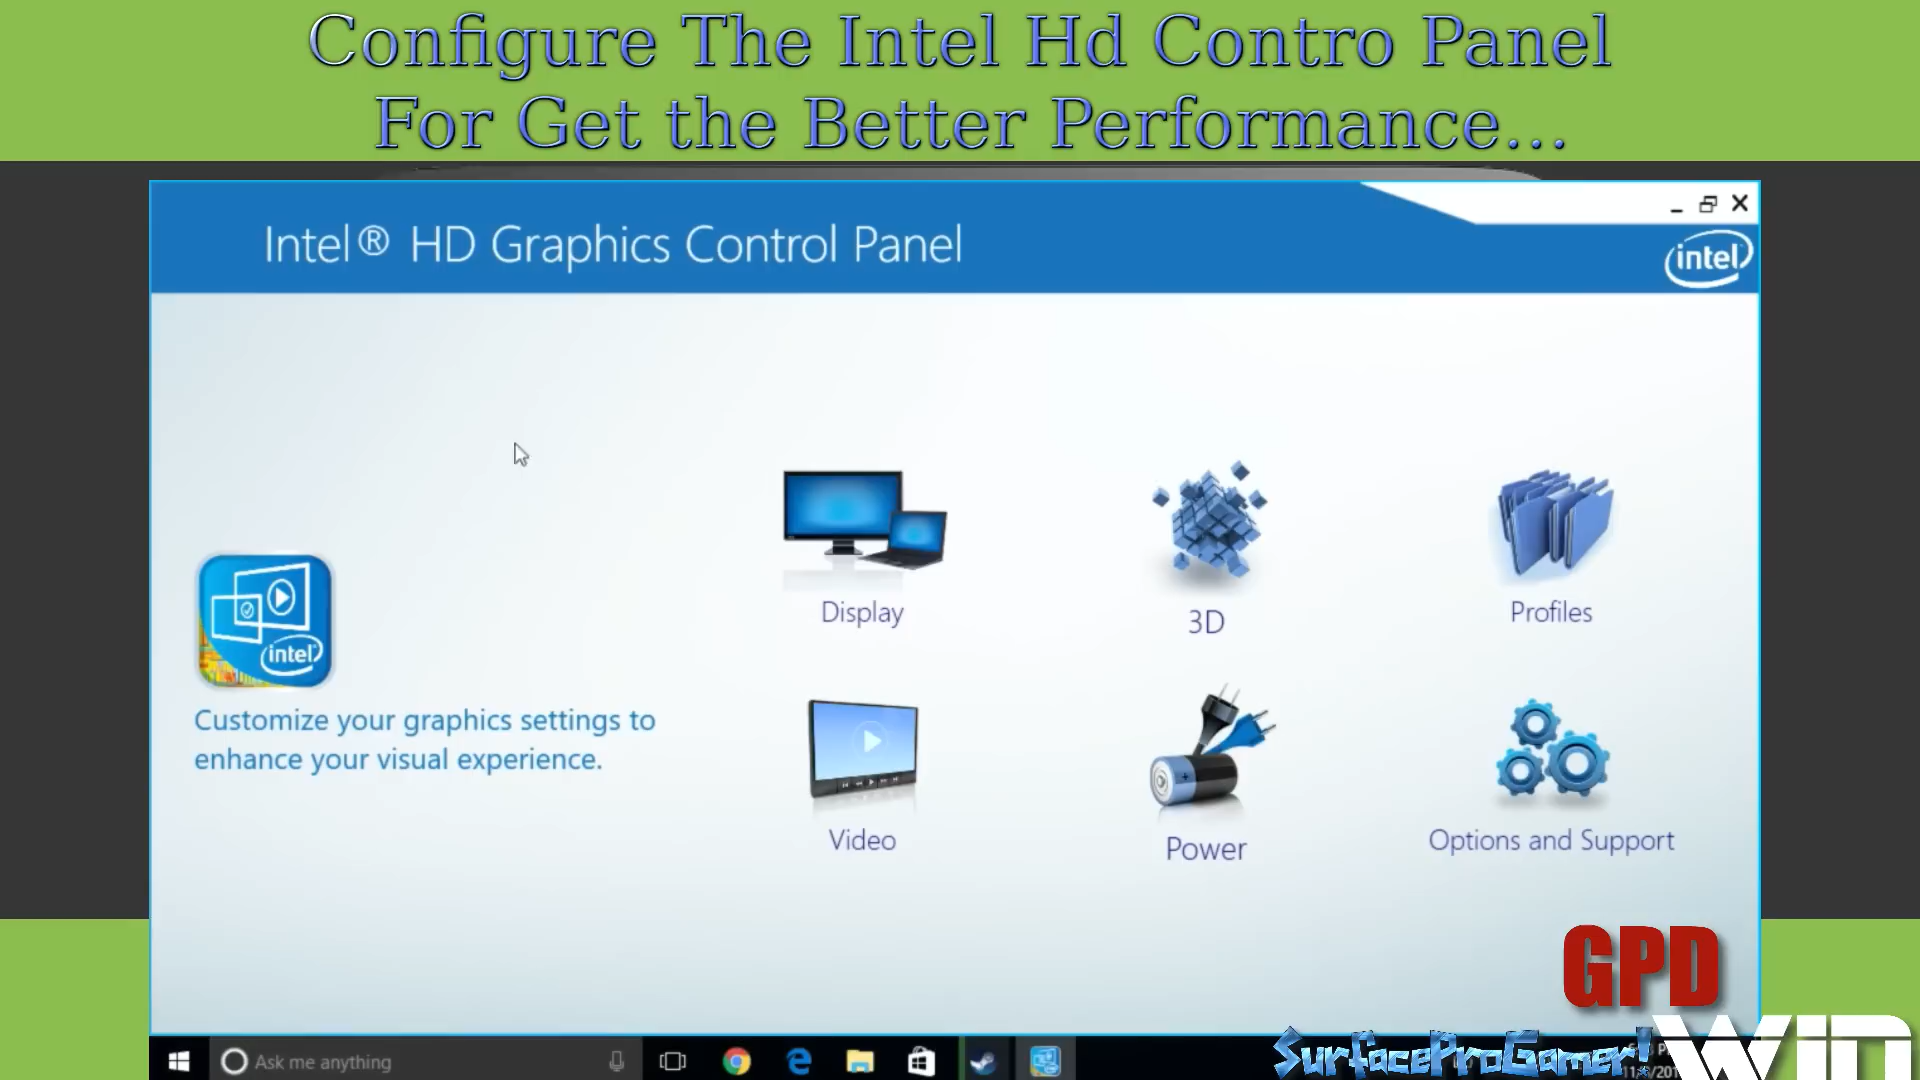 Configure The Intel Hd Contro Panel
For Get the Better Performance...
Intel® HD Graphics Control Panel
intel
intel
Customize your graphics settings to
enhance your visual experience.
Display
3D
Profiles
Video
Power
Options and Support
GPD
WIN
SurfaceProGamer!
Ask me anything